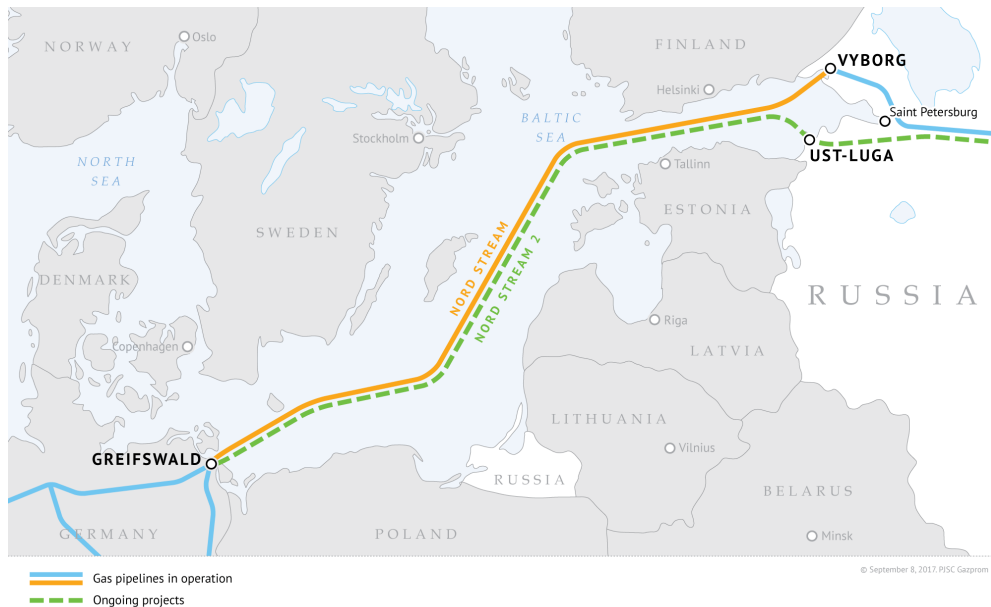 NORWAY
Oslo
FINLAND
VYBORG
Helsinki
Saint Petersburg
BALTIC
SEA
Stockholm
UST-LUGA
NORTH
SEA
Tallinn
ESTONIA
SWEDEN
NORD STREAM
NORD STREAM 2
DENMARK
RUSSIA
Riga
Copenhagen
LATVIA
LITHUANIA
Vilnius
GREIFSWALD
RUSSIA
BELARUS
GERMANY
POLAND
Minsk
© September 8, 2017. PJSC Gazprom
Gas pipelines in operation
Ongoing projects